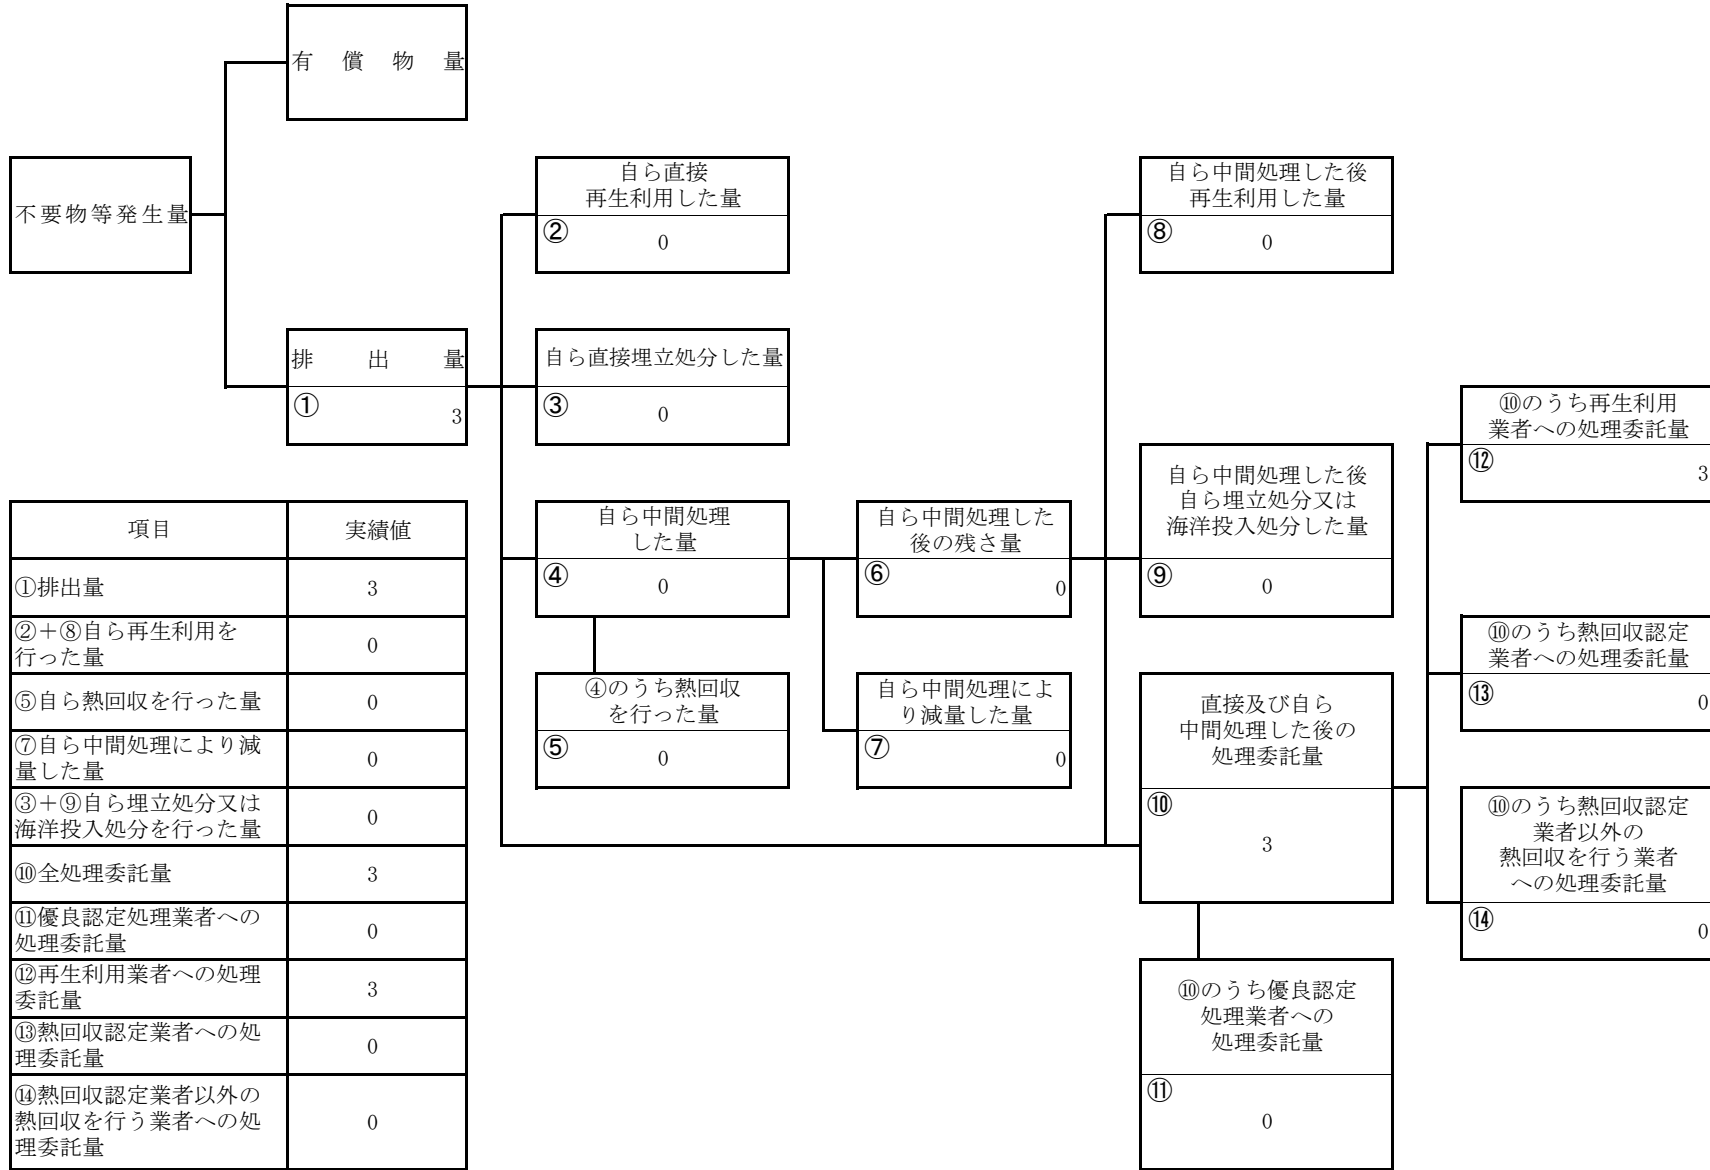 有償物量
不要物等発生量
自ら直接
再生利用した量
② 0
自ら中間処理した後
再生利用した量
⑧ 0
排出量
① 3
自ら直接埋立処分した量
③ 0
⑩のうち再生利用
業者への処理委託量
⑫ 3
自ら中間処理した後
自ら埋立処分又は
海洋投入処分した量
⑨ 0
自ら中間処理
した量
④ 0
自ら中間処理した
後の残さ量
⑥ 0
⑩のうち熱回収認定
業者への処理委託量
⑬ 0
④のうち熱回収
を行った量
⑤ 0
自ら中間処理によ
り減量した量
⑦ 0
直接及び自ら
中間処理した後の
処理委託量
⑩
3
⑩のうち熱回収認定
業者以外の
熱回収を行う業者
への処理委託量
⑭ 0
⑩のうち優良認定
処理業者への
処理委託量
⑪
0
項目 実績値
①排出量 3
②+⑧自ら再生利用を
行った量 0
⑤自ら熱回収を行った量 0
⑦自ら中間処理により減
量した量 0
③+⑨自ら埋立処分又は
海洋投入処分を行った量 0
⑩全処理委託量 3
⑪優良認定処理業者への
処理委託量 0
⑫再生利用業者への処理
委託量 3
⑬熱回収認定業者への処
理委託量 0
⑭熱回収認定業者以外の
熱回収を行う業者への処 0
理委託量